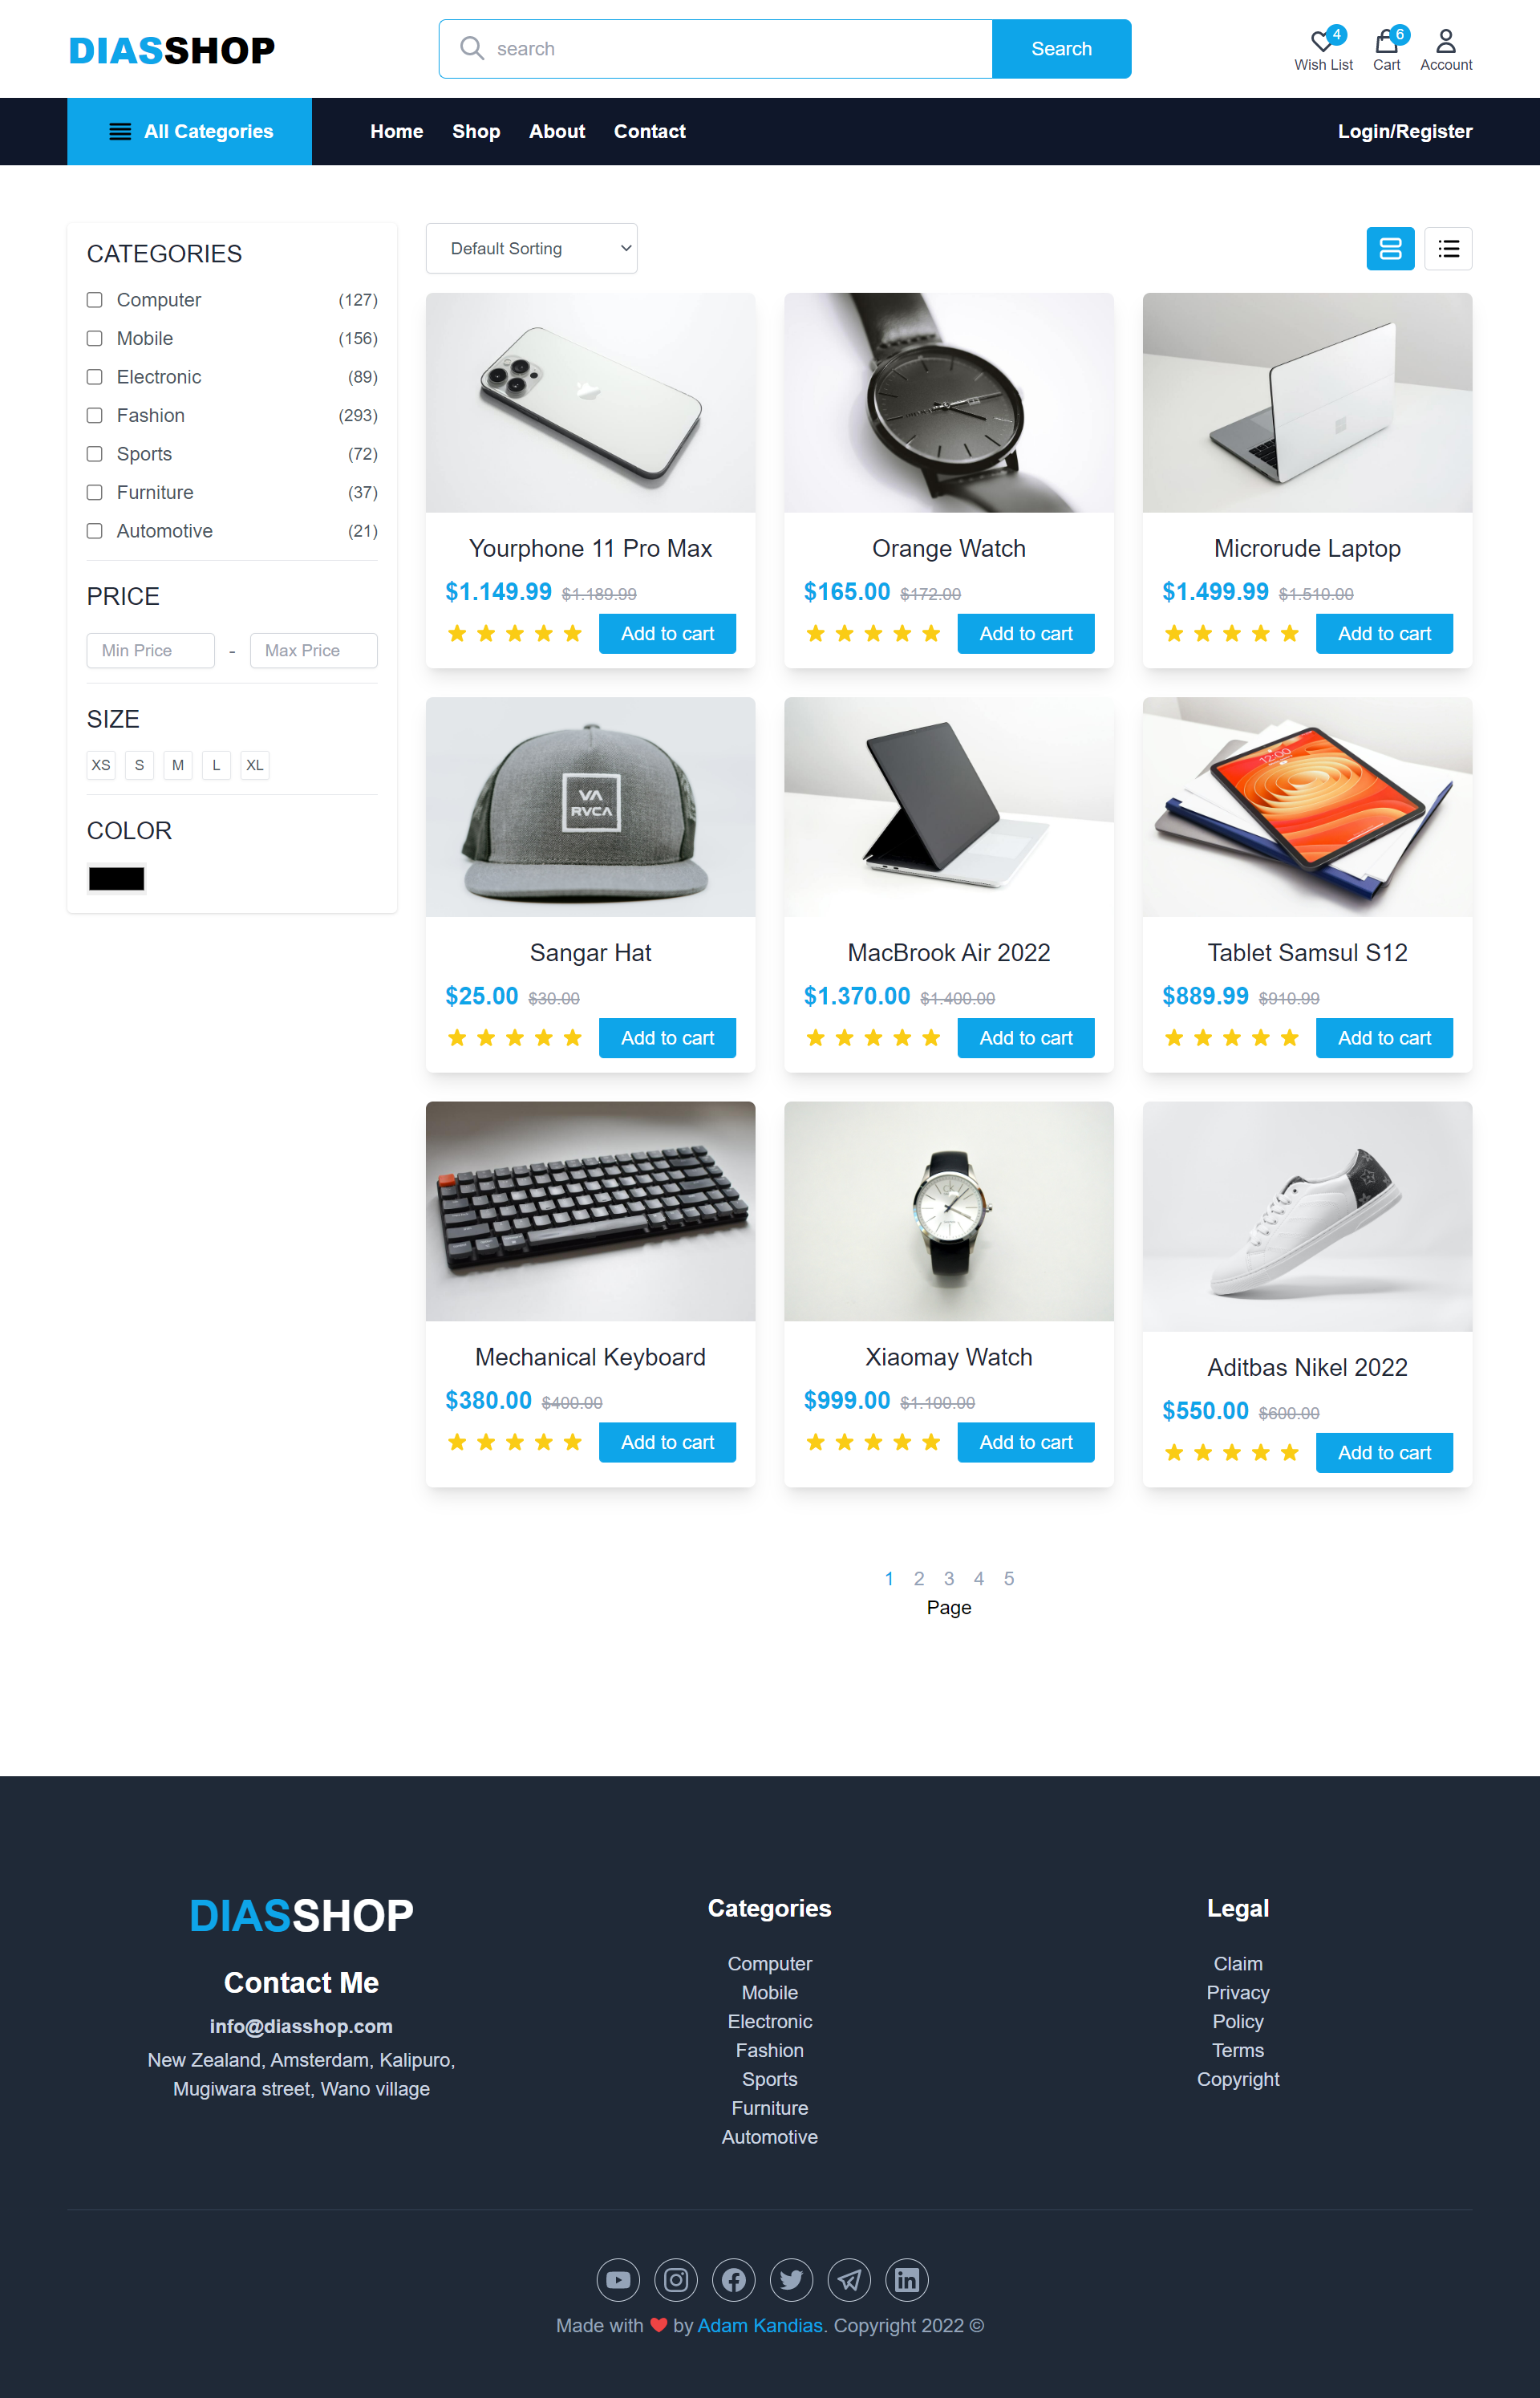 DIASSHOP
search
Search
4
6
Wish List
Cart
Account
All Categories
Home
Shop
About
Contact
Login/Register
CATEGORIES
Computer (127)
Mobile (156)
Electronic (89)
Fashion (293)
Sports (72)
Furniture (37)
Automotive (21)
PRICE
Min Price - Max Price
SIZE
XS S M L XL
COLOR
Default Sorting
Yourphone 11 Pro Max
$1.149.99 $1.189.99
Add to cart
Orange Watch
$165.00 $172.00
Add to cart
Microrude Laptop
$1.499.99 $1.510.00
Add to cart
VA
RVCA
Sangar Hat
$25.00 $30.00
Add to cart
MacBrook Air 2022
$1.370.00 $1.400.00
Add to cart
12:00
Tablet Samsul S12
$889.99 $910.99
Add to cart
Mechanical Keyboard
$380.00 $400.00
Add to cart
ck
Xiaomay Watch
$999.00 $1.100.00
Add to cart
Aditbas Nikel 2022
$550.00 $600.00
Add to cart
1 2 3 4 5
Page
DIASSHOP
Contact Me
info@diasshop.com
New Zealand, Amsterdam, Kalipuro,
Mugiwara street, Wano village
Categories
Computer
Mobile
Electronic
Fashion
Sports
Furniture
Automotive
Legal
Claim
Privacy
Policy
Terms
Copyright
Made with ❤ by Adam Kandias. Copyright 2022 ©